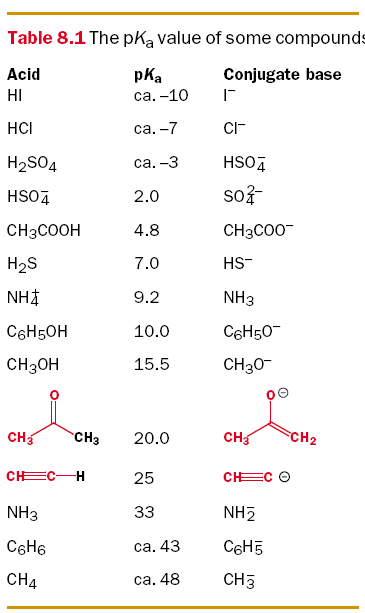 Table 8.1 The pKₐ value of some compounds
Acid pKₐ Conjugate base
HI ca. –10 I⁻
HCl ca. –7 Cl⁻
H₂SO₄ ca. –3 HSO₄⁻
HSO₄⁻ 2.0 SO₄²⁻
CH₃COOH 4.8 CH₃COO⁻
H₂S 7.0 HS⁻
NH₄⁺ 9.2 NH₃
C₆H₅OH 10.0 C₆H₅O⁻
CH₃OH 15.5 CH₃O⁻
O O⊖
CH₃ CH₃ 20.0 CH₃ CH₂
CH≡C—H 25 CH≡C ⊖
NH₃ 33 NH₂⁻
C₆H₆ ca. 43 C₆H₅⁻
CH₄ ca. 48 CH₃⁻